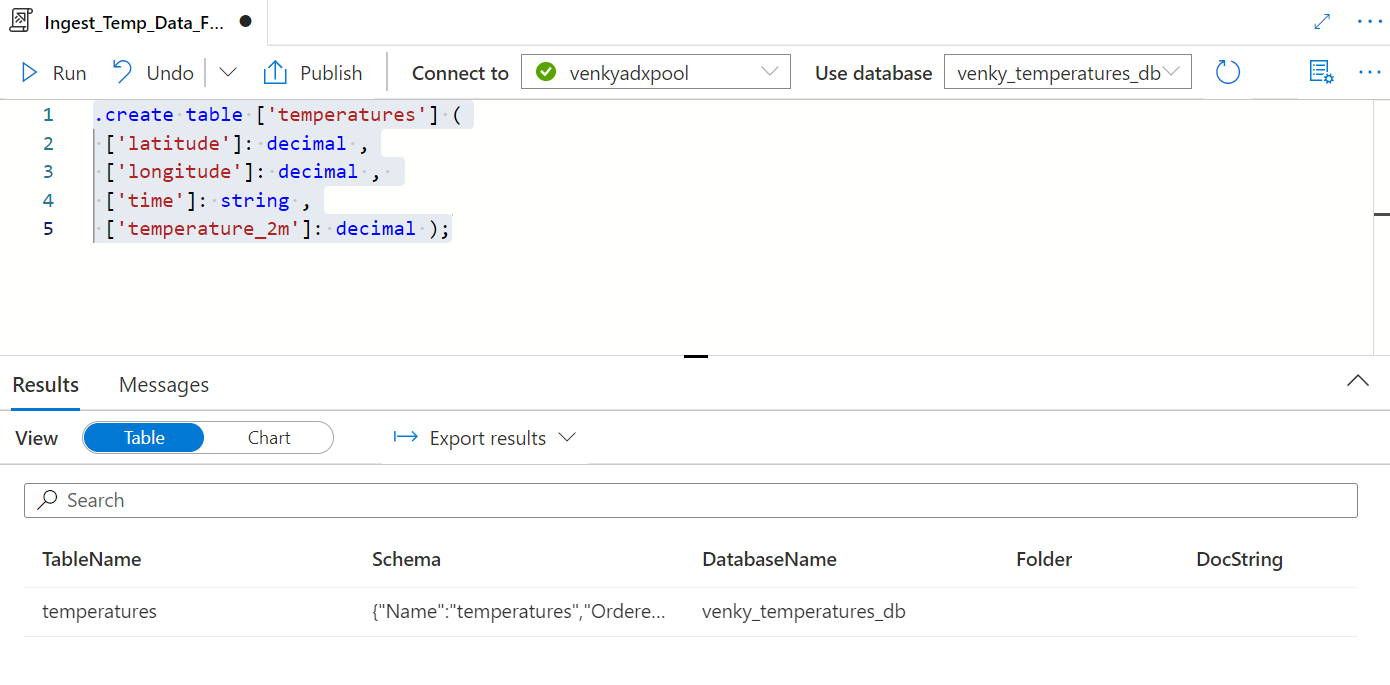 Ingest_Temp_Data_F...
Run Undo Publish Connect to venkyadxpool Use database venky_temperatures_db
1 .create table ['temperatures'] (
2 ['latitude']: decimal ,
3 ['longitude']: decimal ,
4 ['time']: string ,
5 ['temperature_2m']: decimal );
Results Messages
View Table Chart Export results
Search
TableName Schema DatabaseName Folder DocString
temperatures {"Name":"temperatures","Ordere... venky_temperatures_db